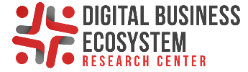 DIGITAL BUSINESS
ECOSYSTEM
RESEARCH CENTER